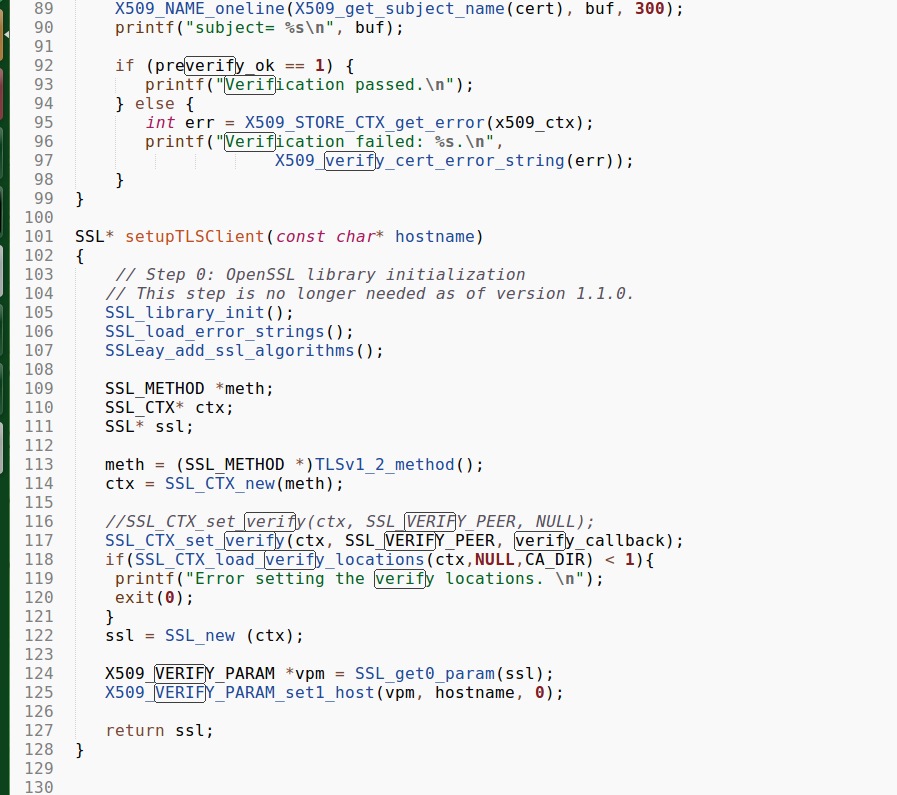 89 X509_NAME_oneline(X509_get_subject_name(cert), buf, 300);
90 printf("subject= %s\n", buf);
91
92 if (preverify_ok == 1) {
93 printf("Verification passed.\n");
94 } else {
95 int err = X509_STORE_CTX_get_error(x509_ctx);
96 printf("Verification failed: %s.\n",
97 X509_verify_cert_error_string(err));
98 }
99 }
100
101 SSL* setupTLSClient(const char* hostname)
102 {
103 // Step 0: OpenSSL library initialization
104 // This step is no longer needed as of version 1.1.0.
105 SSL_library_init();
106 SSL_load_error_strings();
107 SSLeay_add_ssl_algorithms();
108
109 SSL_METHOD *meth;
110 SSL_CTX* ctx;
111 SSL* ssl;
112
113 meth = (SSL_METHOD *)TLSv1_2_method();
114 ctx = SSL_CTX_new(meth);
115
116 //SSL_CTX_set_verify(ctx, SSL_VERIFY_PEER, NULL);
117 SSL_CTX_set_verify(ctx, SSL_VERIFY_PEER, verify_callback);
118 if(SSL_CTX_load_verify_locations(ctx,NULL,CA_DIR) < 1){
119 printf("Error setting the verify locations. \n");
120 exit(0);
121 }
122 ssl = SSL_new (ctx);
123
124 X509_VERIFY_PARAM *vpm = SSL_get0_param(ssl);
125 X509_VERIFY_PARAM_set1_host(vpm, hostname, 0);
126
127 return ssl;
128 }
129
130